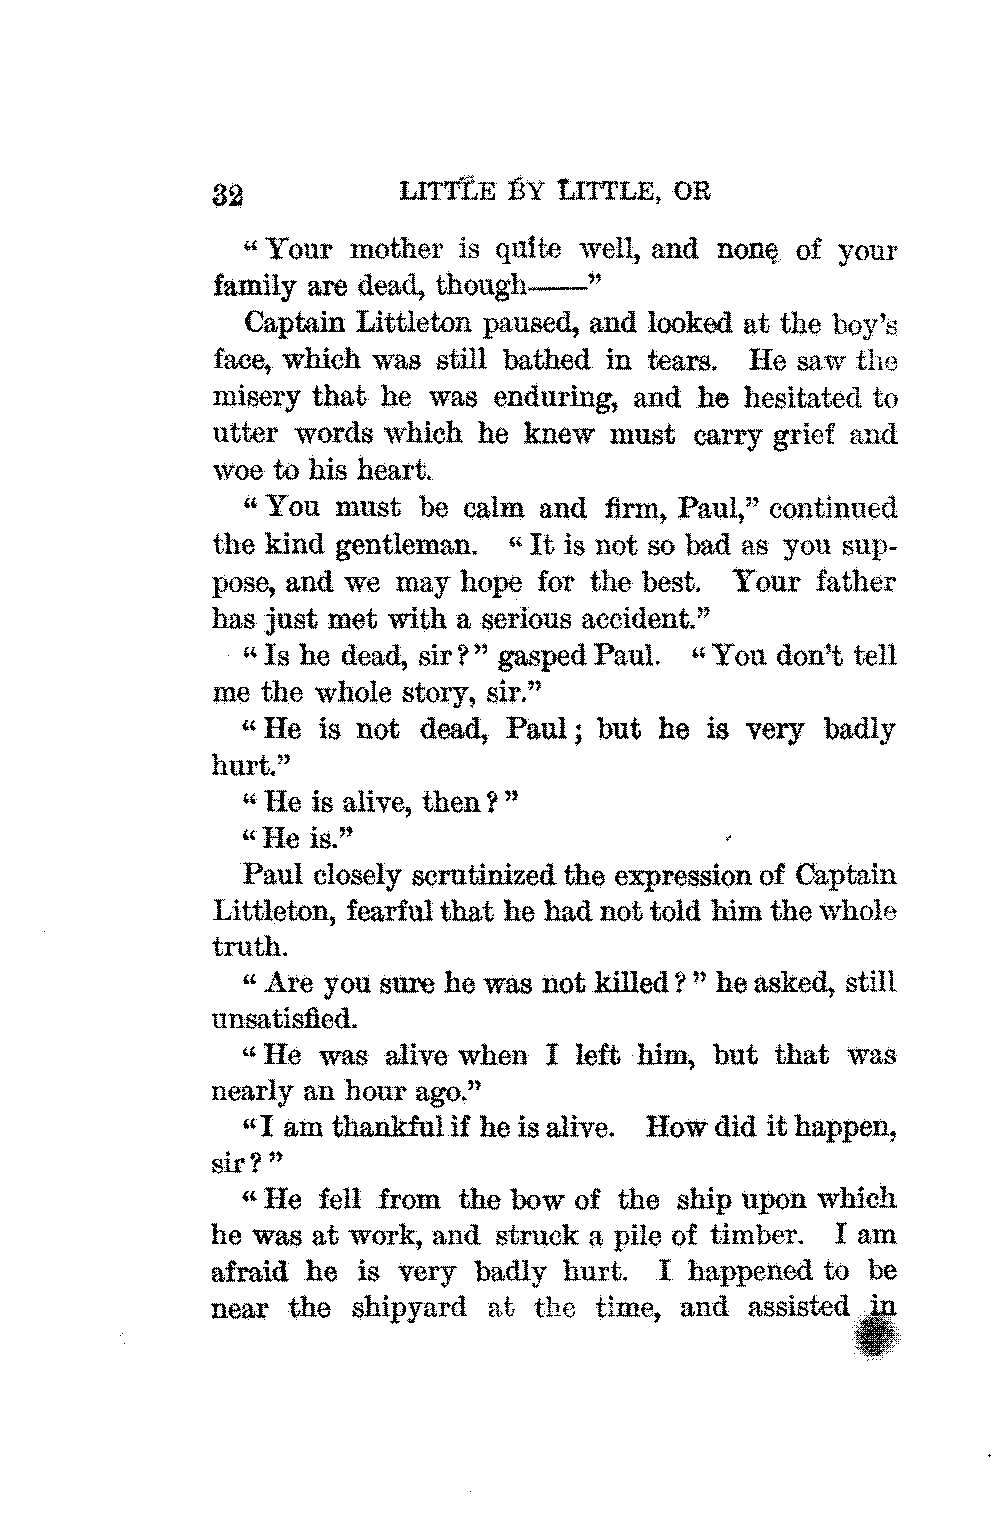 32 LITTLE BY LITTLE, OR
“Your mother is quite well, and none of your
family are dead, though——”
Captain Littleton paused, and looked at the boy’s
face, which was still bathed in tears. He saw the
misery that he was enduring, and he hesitated to
utter words which he knew must carry grief and
woe to his heart.
“You must be calm and firm, Paul,” continued
the kind gentleman. “It is not so bad as you sup-
pose, and we may hope for the best. Your father
has just met with a serious accident.”
“Is he dead, sir?” gasped Paul. “You don’t tell
me the whole story, sir.”
“He is not dead, Paul; but he is very badly
hurt.”
“He is alive, then?”
“He is.”
Paul closely scrutinized the expression of Captain
Littleton, fearful that he had not told him the whole
truth.
“Are you sure he was not killed?” he asked, still
unsatisfied.
“He was alive when I left him, but that was
nearly an hour ago.”
“I am thankful if he is alive. How did it happen,
sir?”
“He fell from the bow of the ship upon which
he was at work, and struck a pile of timber. I am
afraid he is very badly hurt. I happened to be
near the shipyard at the time, and assisted in